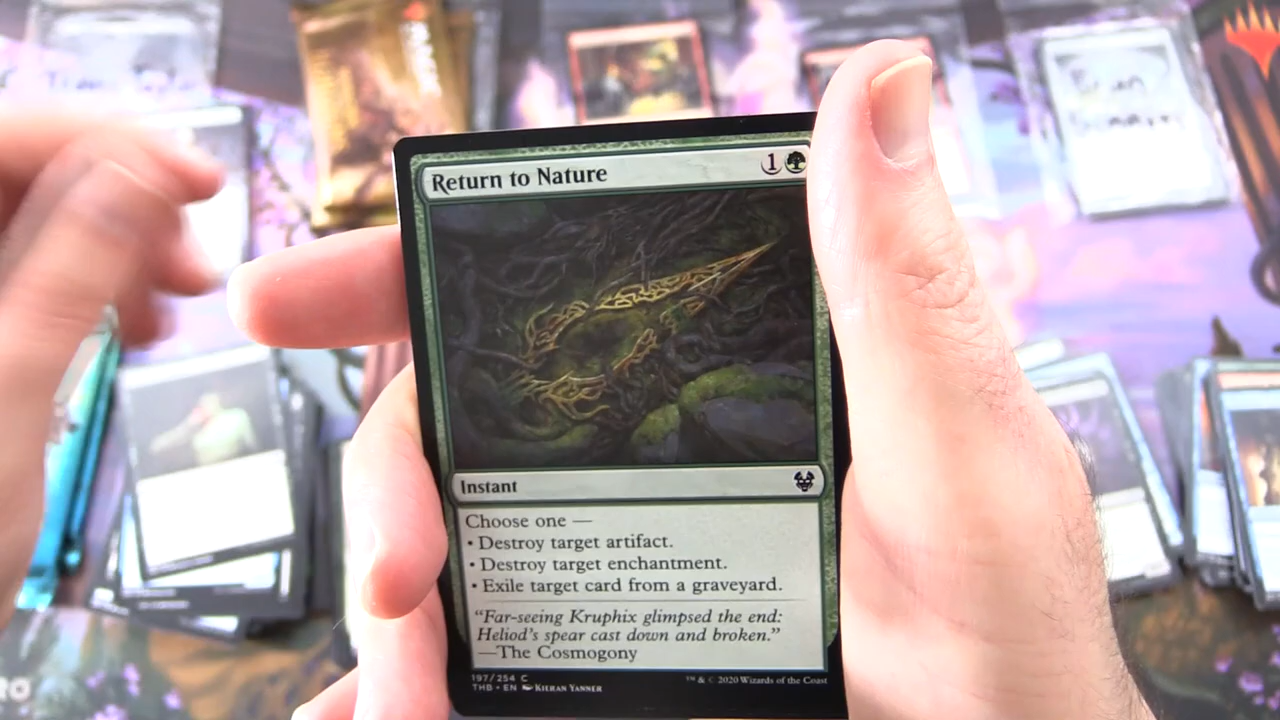 Return to Nature
1
Instant
Choose one —
• Destroy target artifact.
• Destroy target enchantment.
• Exile target card from a graveyard.
"Far-seeing Kruphix glimpsed the end:
Heliod's spear cast down and broken."
—The Cosmogony
197/254 C
THB • EN Kieran Yanner
™ & © 2020 Wizards of the Coast